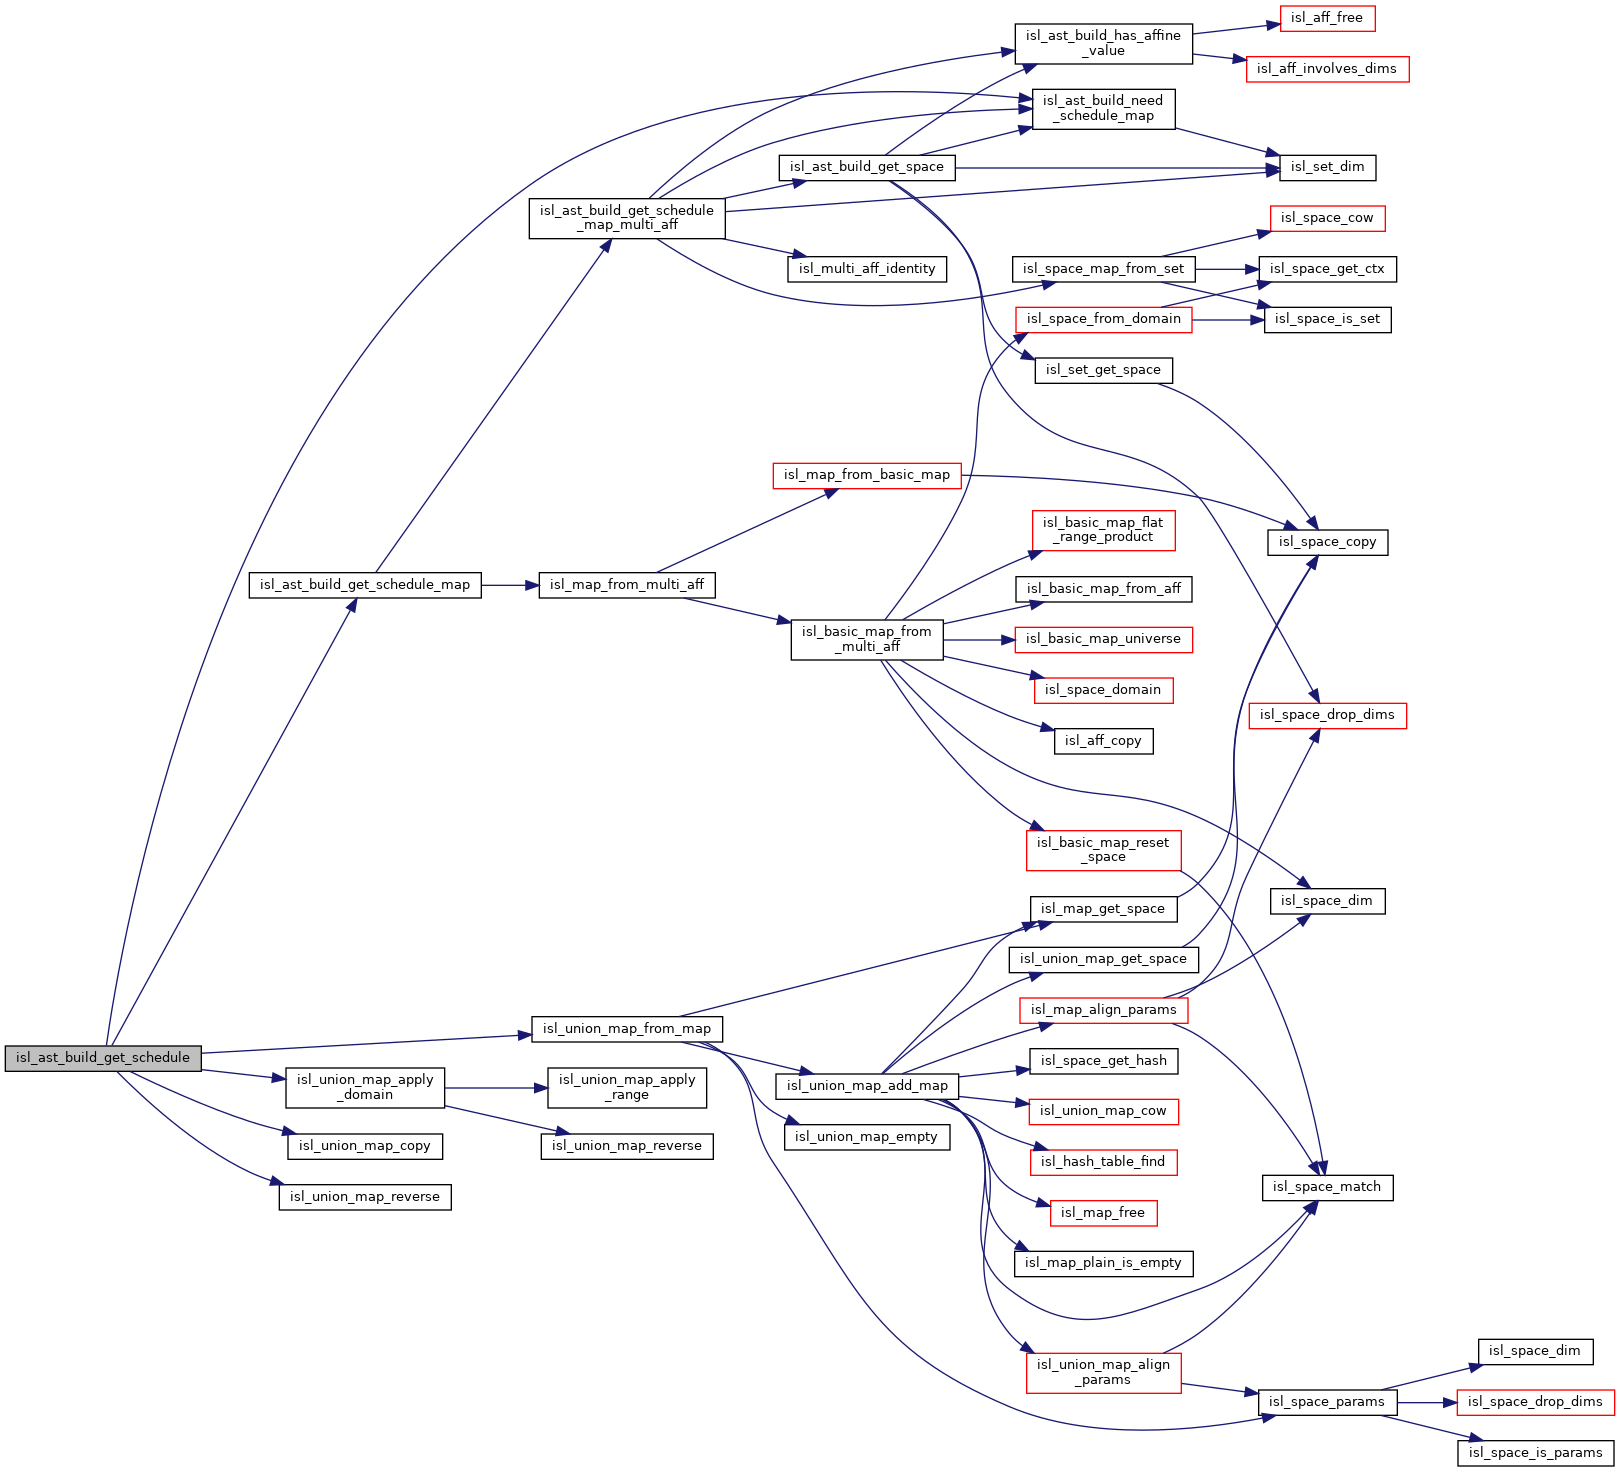 isl_aff_free
isl_ast_build_has_affine
_value
isl_aff_involves_dims
isl_ast_build_need
_schedule_map
isl_ast_build_get_space
isl_set_dim
isl_ast_build_get_schedule
_map_multi_aff
isl_space_cow
isl_multi_aff_identity
isl_space_map_from_set
isl_space_get_ctx
isl_space_from_domain
isl_space_is_set
isl_set_get_space
isl_map_from_basic_map
isl_basic_map_flat
_range_product
isl_space_copy
isl_ast_build_get_schedule_map
isl_map_from_multi_aff
isl_basic_map_from_aff
isl_basic_map_from
_multi_aff
isl_basic_map_universe
isl_space_domain
isl_space_drop_dims
isl_aff_copy
isl_basic_map_reset
_space
isl_map_get_space
isl_space_dim
isl_union_map_get_space
isl_map_align_params
isl_union_map_from_map
isl_ast_build_get_schedule
isl_space_get_hash
isl_union_map_apply
_domain
isl_union_map_apply
_range
isl_union_map_add_map
isl_union_map_cow
isl_union_map_empty
isl_union_map_copy
isl_union_map_reverse
isl_hash_table_find
isl_union_map_reverse
isl_space_match
isl_map_free
isl_map_plain_is_empty
isl_union_map_align
_params
isl_space_dim
isl_space_params
isl_space_drop_dims
isl_space_is_params